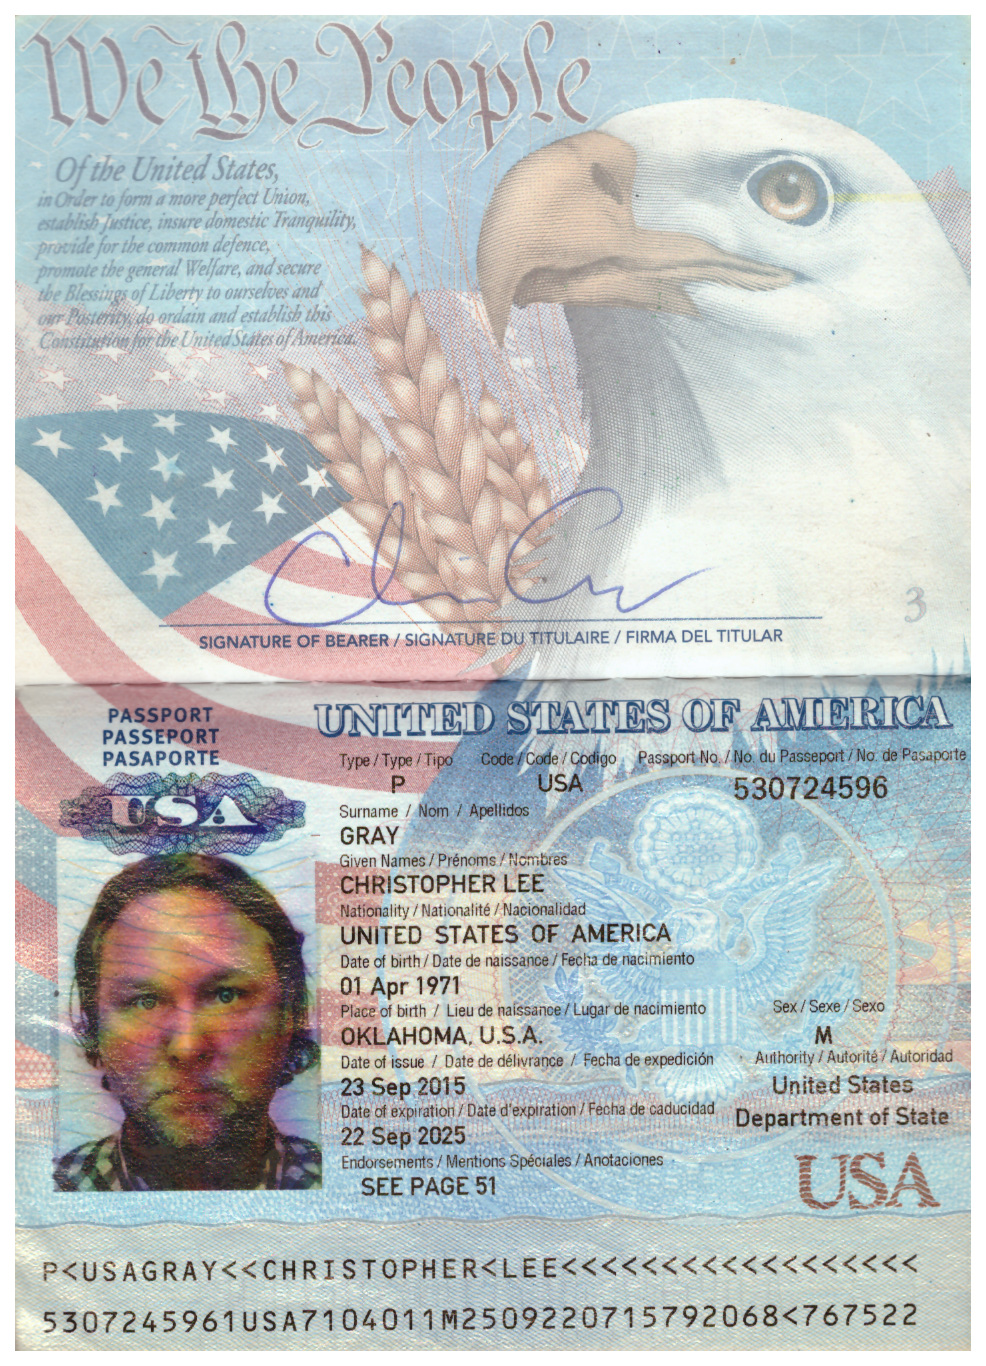 We the People
Of the United States,
in Order to form a more perfect Union,
establish Justice, insure domestic Tranquility,
provide for the common defence,
promote the general Welfare, and secure
the Blessings of Liberty to ourselves and
our Posterity, do ordain and establish this
Constitution for the United States of America.
3
SIGNATURE OF BEARER / SIGNATURE DU TITULAIRE / FIRMA DEL TITULAR
PASSPORT
PASSEPORT
PASAPORTE
USA
UNITED STATES OF AMERICA
Type / Type / Tipo Code / Code / Codigo Passport No. / No. du Passeport / No. de Pasaporte
P USA 530724596
Surname / Nom / Apellidos
GRAY
Given Names / Prénoms / Nombres
CHRISTOPHER LEE
Nationality / Nationalité / Nacionalidad
UNITED STATES OF AMERICA
Date of birth / Date de naissance / Fecha de nacimiento
01 Apr 1971
Place of birth / Lieu de naissance / Lugar de nacimiento Sex / Sexe / Sexo
OKLAHOMA, U.S.A. M
Date of issue / Date de délivrance / Fecha de expedición Authority / Autorité / Autoridad
23 Sep 2015 United States
Date of expiration / Date d'expiration / Fecha de caducidad Department of State
22 Sep 2025
Endorsements / Mentions Spéciales / Anotaciones
SEE PAGE 51
USA
P<USAGRAY<<CHRISTOPHER<LEE<<<<<<<<<<<<<<<<<<
5307245961USA7104011M2509220715792068<767522